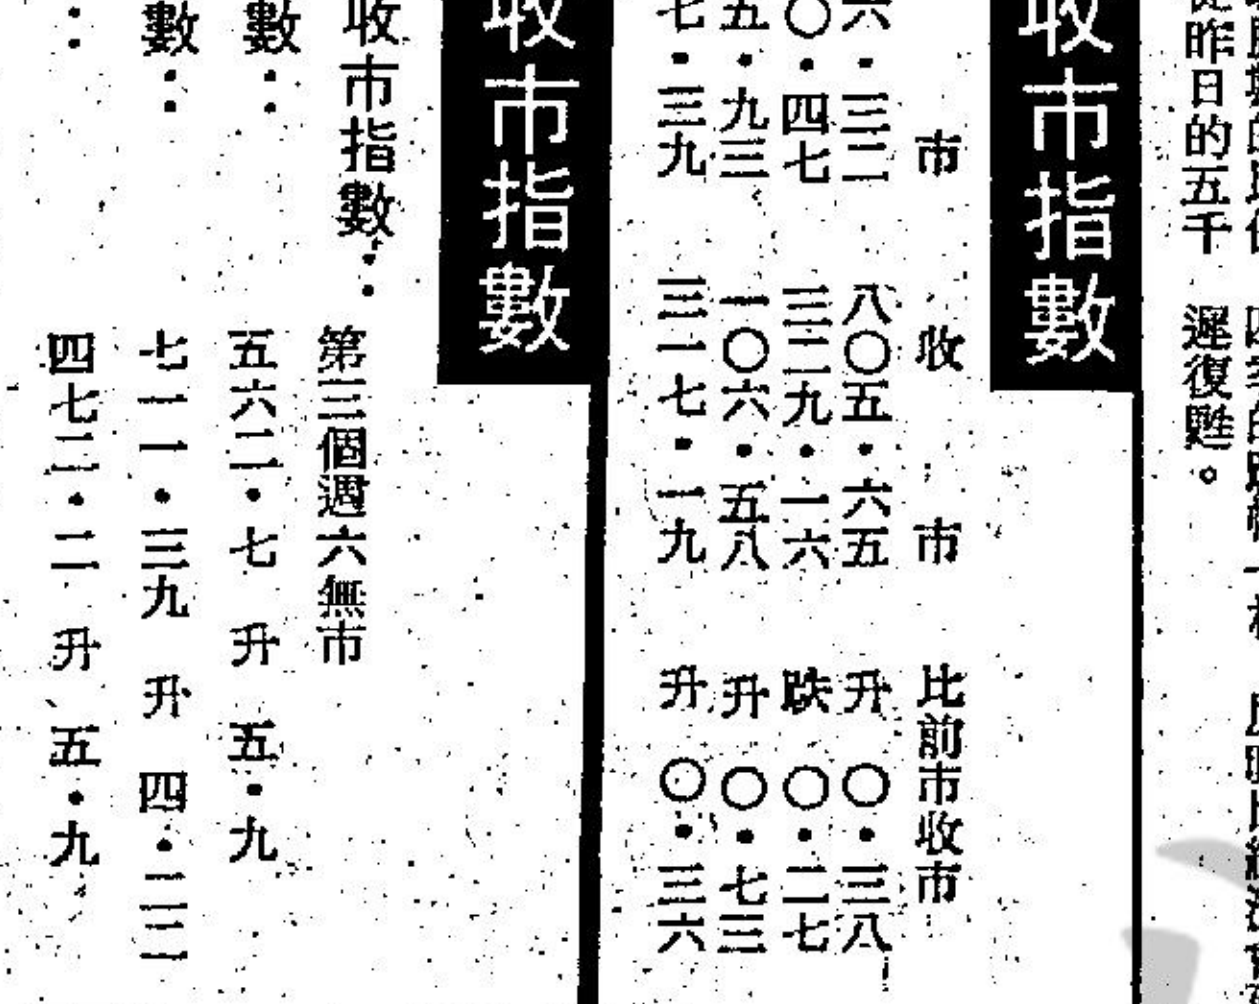 昨日的五千 遲復甦。
收市指數
市 收 市 比前市收市
六・三二 八〇五・六五 升 〇・三八
〇・四七 三二九・一六 跌 〇・二七
五・九三 一〇六・五八 升 〇・七三
七・三九 三一七・一九 升 〇・三六
收市指數
收市指數： 第三個週六無市
數： 五六二・七 升 五・九
數： 七一一・三九 升 四・二三
： 四七二・二 升 五・九